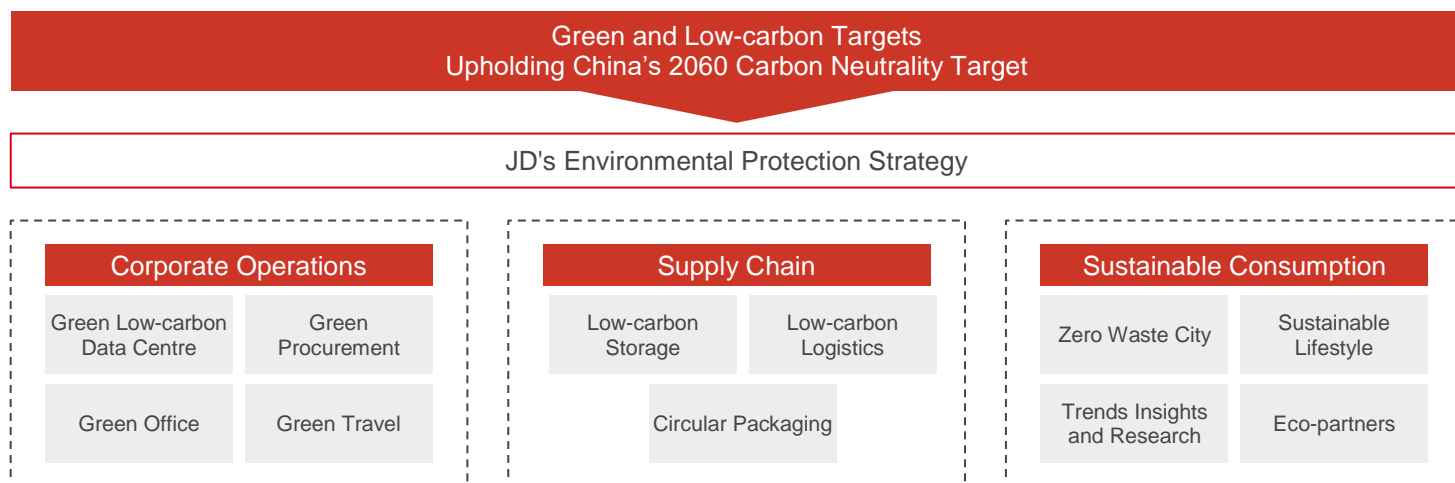 Green and Low-carbon Targets
Upholding China’s 2060 Carbon Neutrality Target
JD's Environmental Protection Strategy
Corporate Operations
Green Low-carbon
Data Centre
Green
Procurement
Green Office
Green Travel
Supply Chain
Low-carbon
Storage
Low-carbon
Logistics
Circular Packaging
Sustainable Consumption
Zero Waste City
Sustainable
Lifestyle
Trends Insights
and Research
Eco-partners